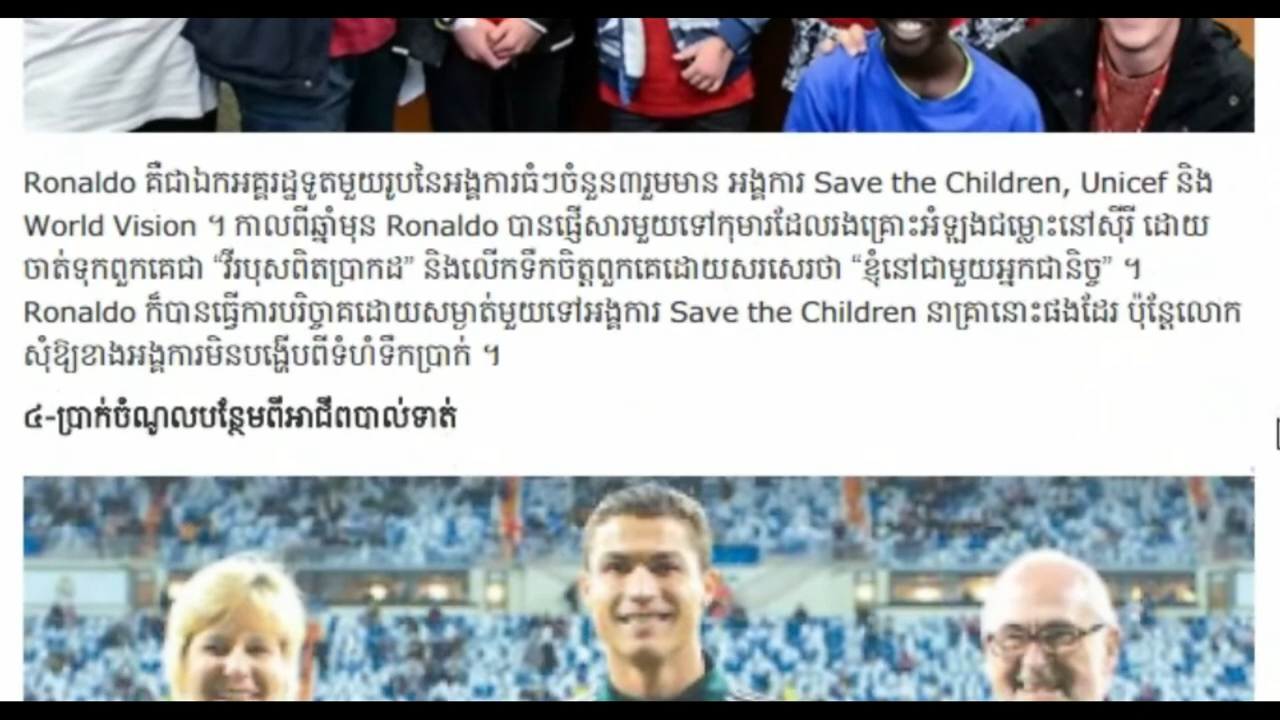 Ronaldo គឺជាឯកអគ្គរដ្ឋទូតមួយរូបនៃអង្គការធំៗចំនួន៣រួមមាន អង្គការ Save the Children, Unicef និង
World Vision ។ កាលពីឆ្នាំមុន Ronaldo បានផ្ញើសារមួយទៅកុមារដែលរងគ្រោះអំឡុងជម្លោះនៅស៊ីរី ដោយ
ចាត់ទុកពួកគេជា “វីរបុសពិតប្រាកដ” និងលើកទឹកចិត្តពួកគេដោយសរសេរថា “ខ្ញុំនៅជាមួយអ្នកជានិច្ច” ។
Ronaldo ក៏បានធ្វើការបរិច្ចាគដោយសម្ងាត់មួយទៅអង្គការ Save the Children នាគ្រានោះផងដែរ ប៉ុន្តែលោក
សុំឱ្យខាងអង្គការមិនបង្ហើបពីទំហំទឹកប្រាក់ ។
៤-ប្រាក់ចំណូលបន្ថែមពីអាជីពបាល់ទាត់